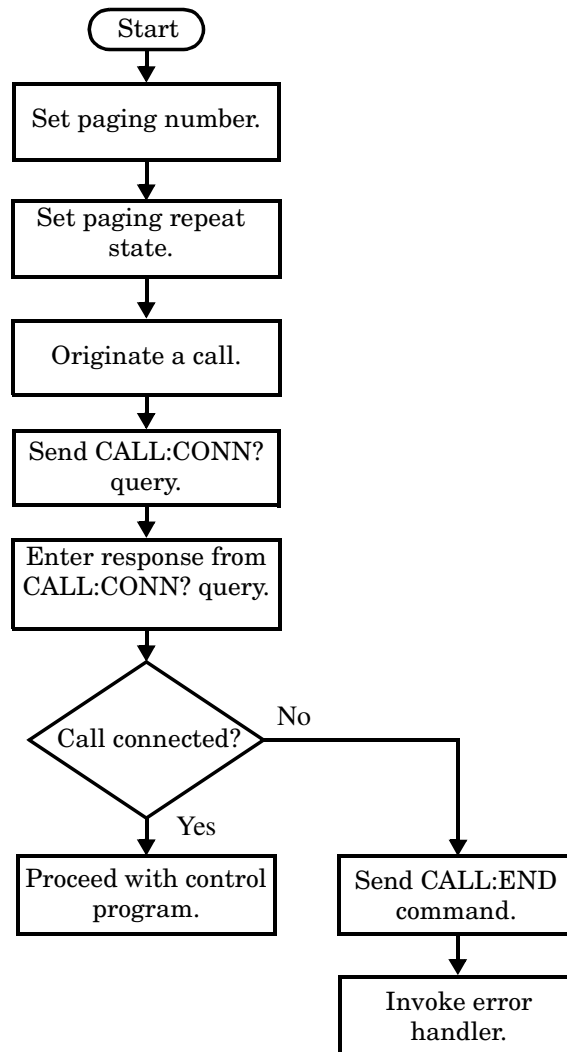 Start
Set paging number.
Set paging repeat
state.
Originate a call.
Send CALL:CONN?
query.
Enter response from
CALL:CONN? query.
Call connected?
No
Yes
Proceed with control
program.
Send CALL:END
command.
Invoke error
handler.